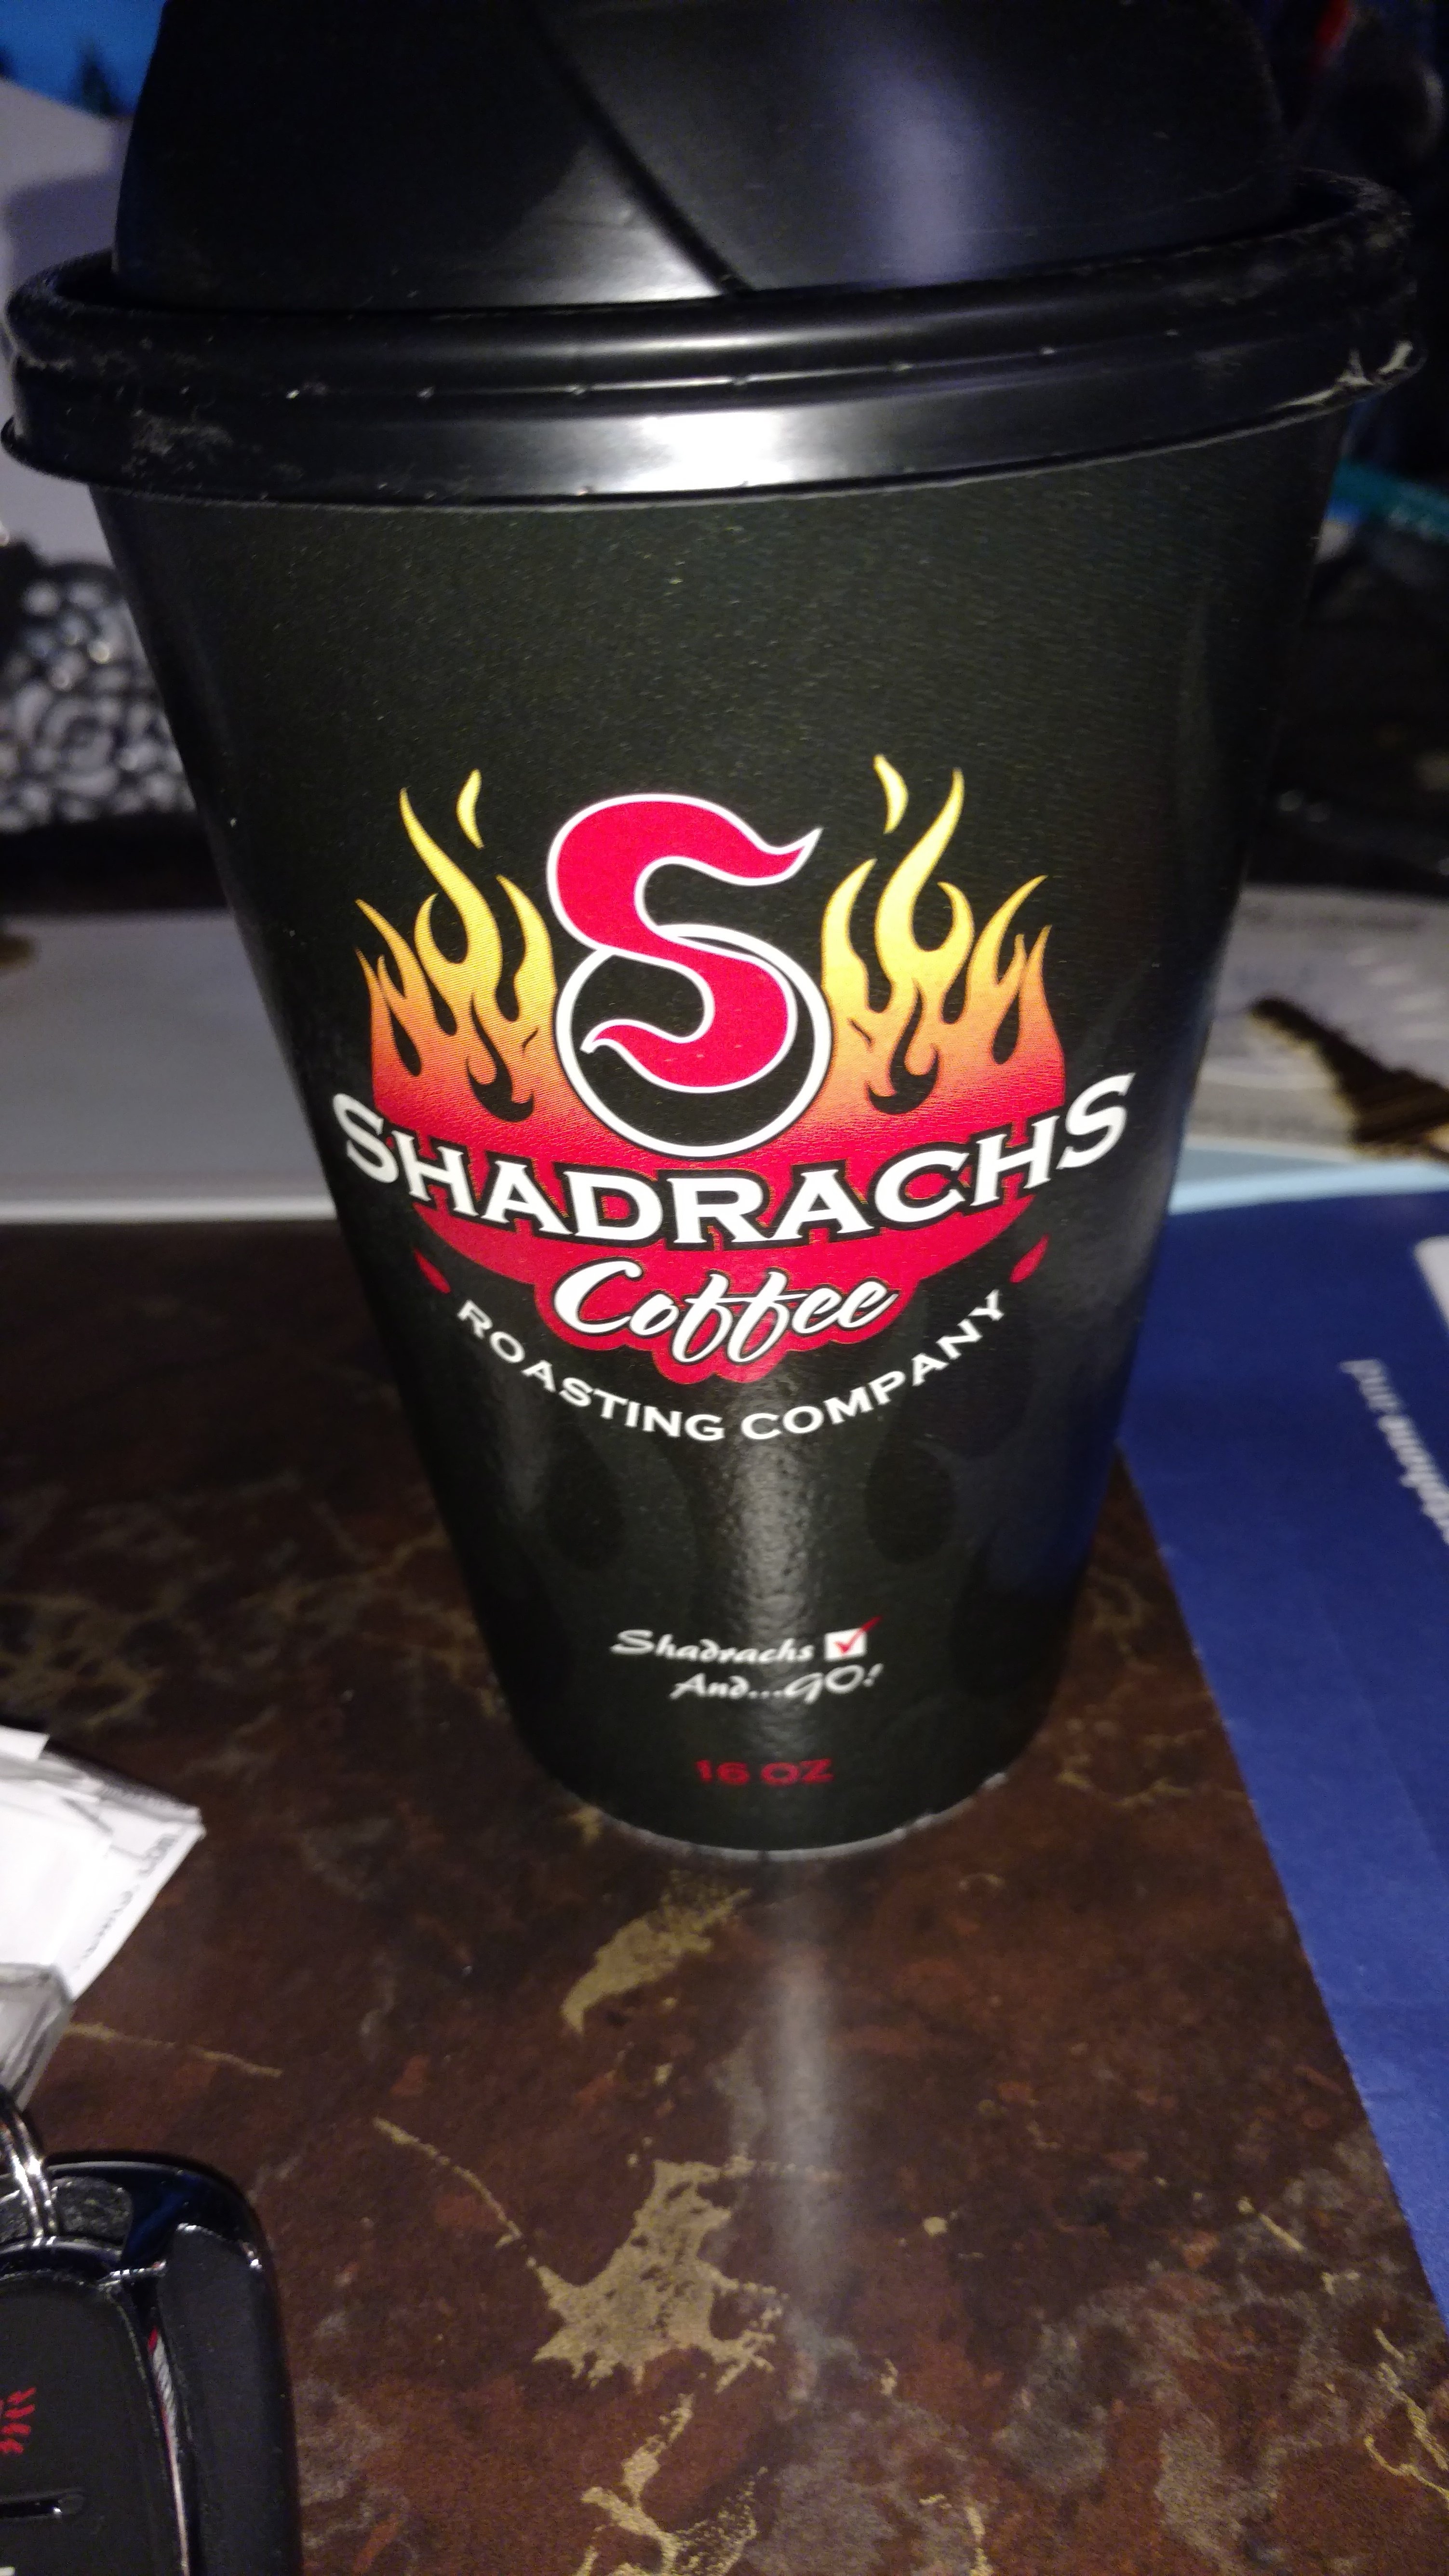 S
SHADRACHS
Coffee
ROASTING COMPANY
Shadrachs
And...GO!
16 OZ